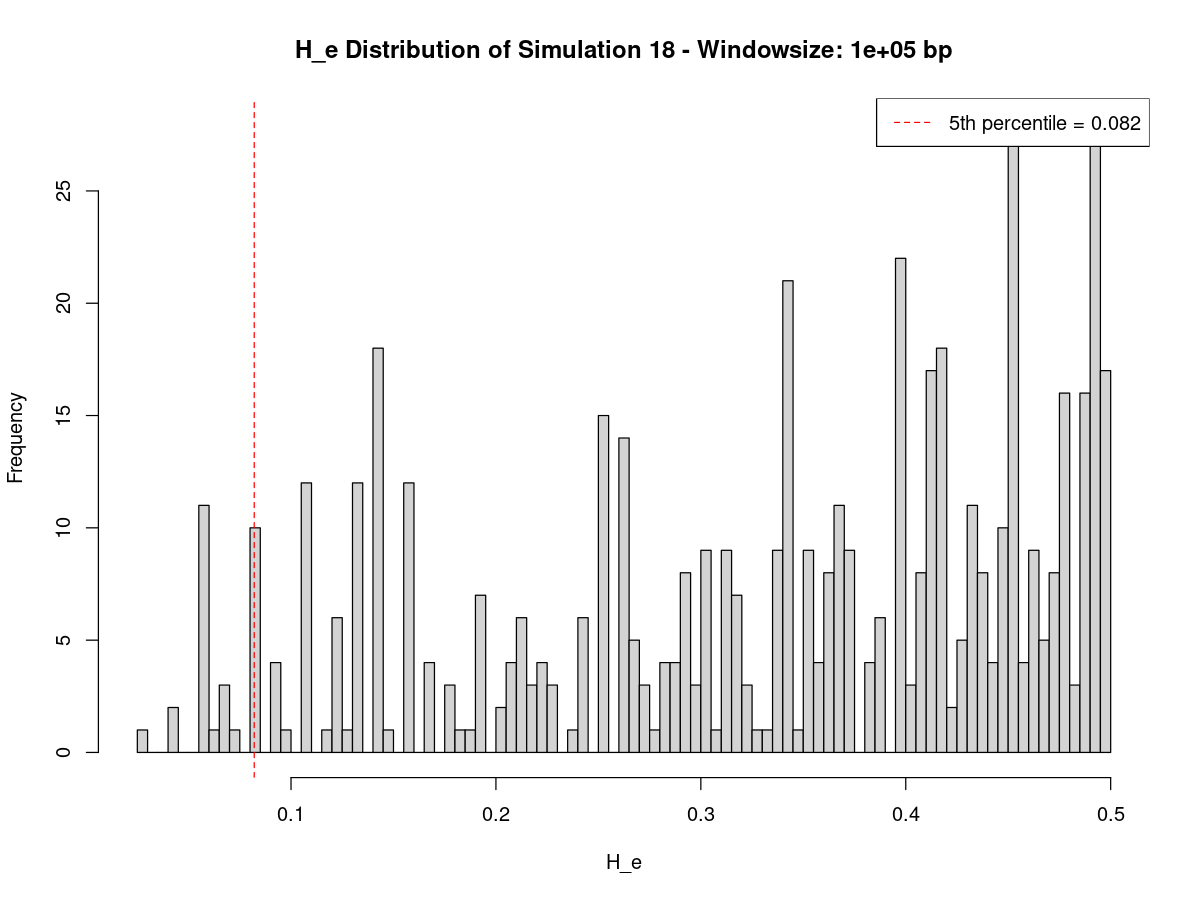 H_e Distribution of Simulation 18 - Windowsize: 1e+05 bp
5th percentile = 0.082
Frequency
25
20
15
10
5
0
0.1 0.2 0.3 0.4 0.5
H_e